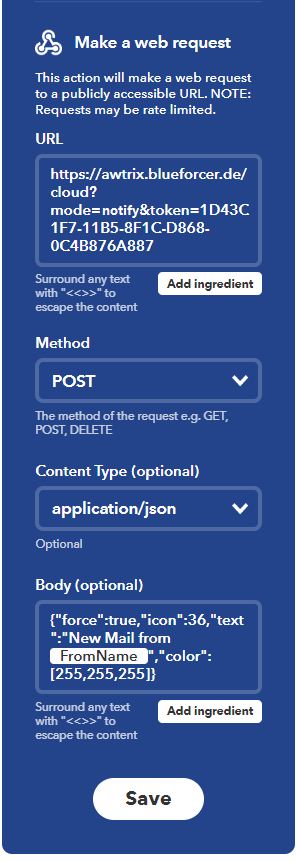 Make a web request
This action will make a web request
to a publicly accessible URL. NOTE:
Requests may be rate limited.
URL
https://awtrix.blueforcer.de/
cloud?
mode=notify&token=1D43C
1F7-11B5-8F1C-D868-
0C4B876A887
Surround any text
with "<<>>" to
escape the content
Add ingredient
Method
POST
The method of the request e.g. GET,
POST, DELETE
Content Type (optional)
application/json
Optional
Body (optional)
{"force":true,"icon":36,"text
":"New Mail from
FromName ","color":
[255,255,255]}
Surround any text
with "<<>>" to
escape the content
Add ingredient
Save